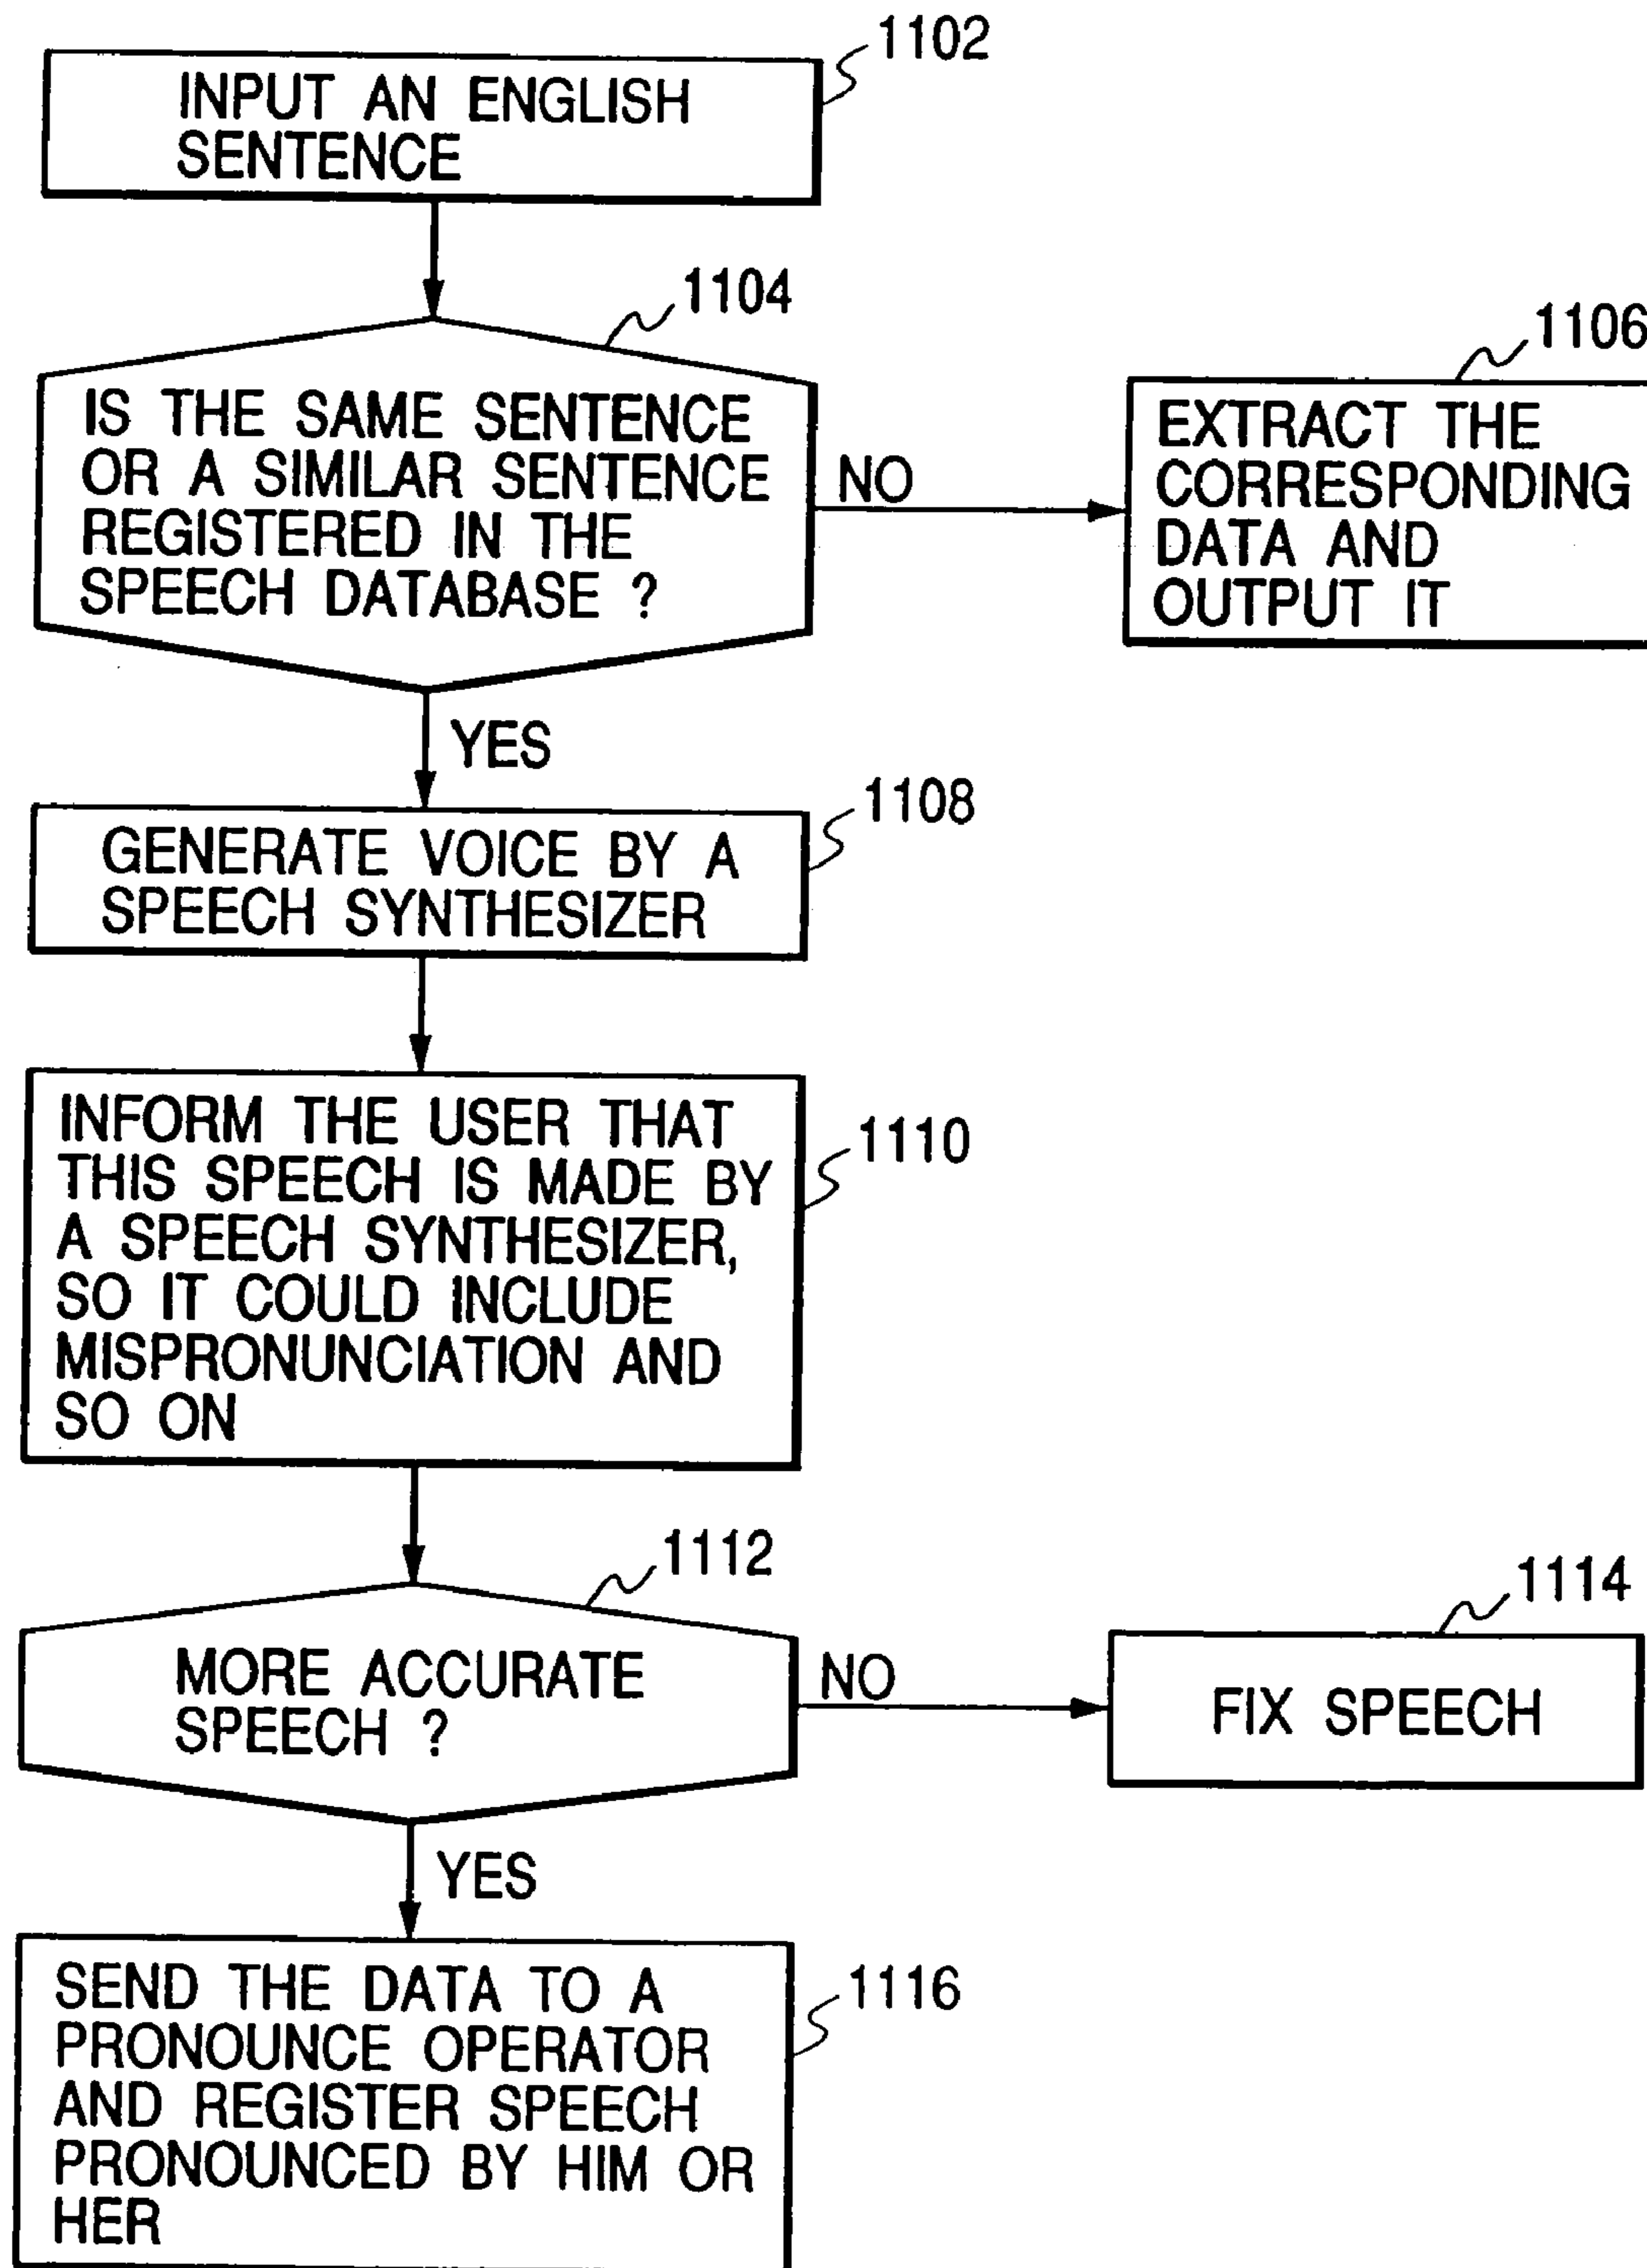 1102
INPUT AN ENGLISH
SENTENCE
1104
IS THE SAME SENTENCE
OR A SIMILAR SENTENCE
REGISTERED IN THE
SPEECH DATABASE ?
NO
1106
EXTRACT THE
CORRESPONDING
DATA AND
OUTPUT IT
YES
1108
GENERATE VOICE BY A
SPEECH SYNTHESIZER
1110
INFORM THE USER THAT
THIS SPEECH IS MADE BY
A SPEECH SYNTHESIZER,
SO IT COULD INCLUDE
MISPRONUNCIATION AND
SO ON
1112
MORE ACCURATE
SPEECH ?
NO
1114
FIX SPEECH
YES
1116
SEND THE DATA TO A
PRONOUNCE OPERATOR
AND REGISTER SPEECH
PRONOUNCED BY HIM OR
HER